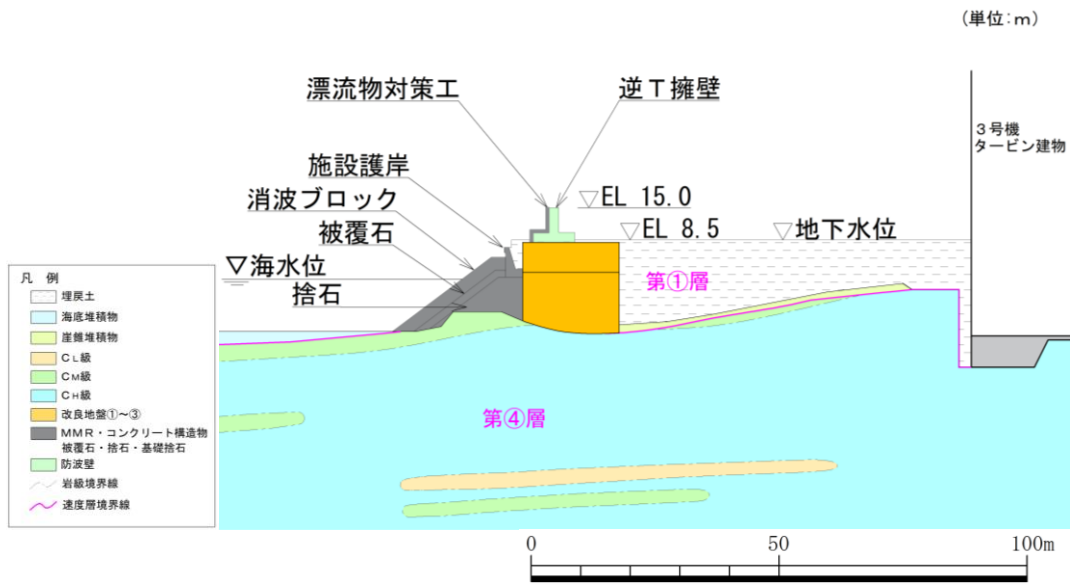 (単位：m)
漂流物対策工
逆T擁壁
3号機
タービン建物
施設護岸
消波ブロック
▽EL 15.0
被覆石
▽EL 8.5
▽地下水位
▽海水位
捨石
第①層
第④層
凡 例
埋戻土
海底堆積物
崖錐堆積物
CL級
CM級
CH級
改良地盤①～③
MMR・コンクリート構造物
被覆石・捨石・基礎捨石
防波壁
岩級境界線
速度層境界線
0
50
100m